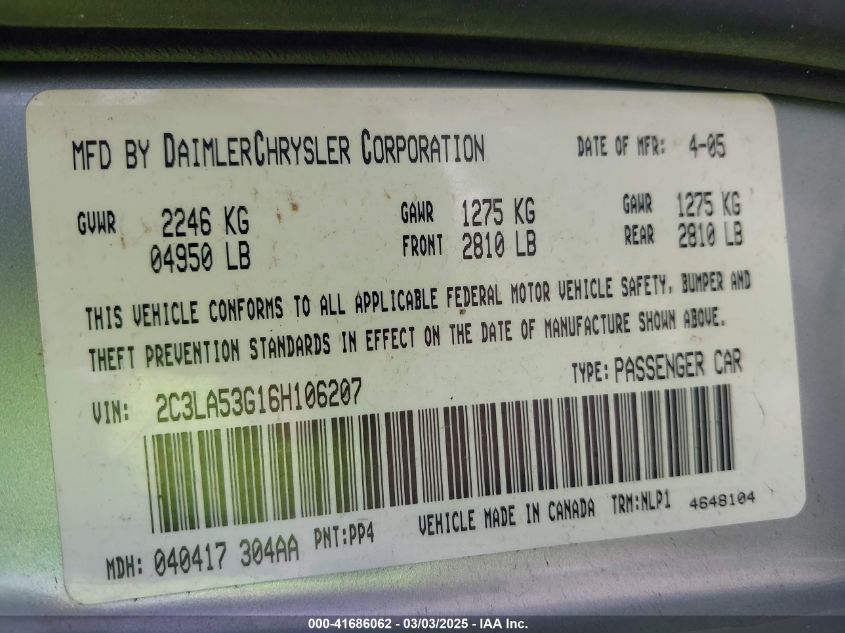 MFD BY DAIMLERCHRYSLER CORPORATION DATE OF MFR: 4-05
GVWR 2246 KG GAWR 1275 KG GAWR 1275 KG
04950 LB FRONT 2810 LB REAR 2810 LB
THIS VEHICLE CONFORMS TO ALL APPLICABLE FEDERAL MOTOR VEHICLE SAFETY, BUMPER AND
THEFT PREVENTION STANDARDS IN EFFECT ON THE DATE OF MANUFACTURE SHOWN ABOVE.
VIN: 2C3LA53G16H106207 TYPE: PASSENGER CAR
MDH: 040417 304AA PNT:PP4 VEHICLE MADE IN CANADA TRM:NLP1 4648104
000-41686062 – 03/03/2025 – IAA Inc.